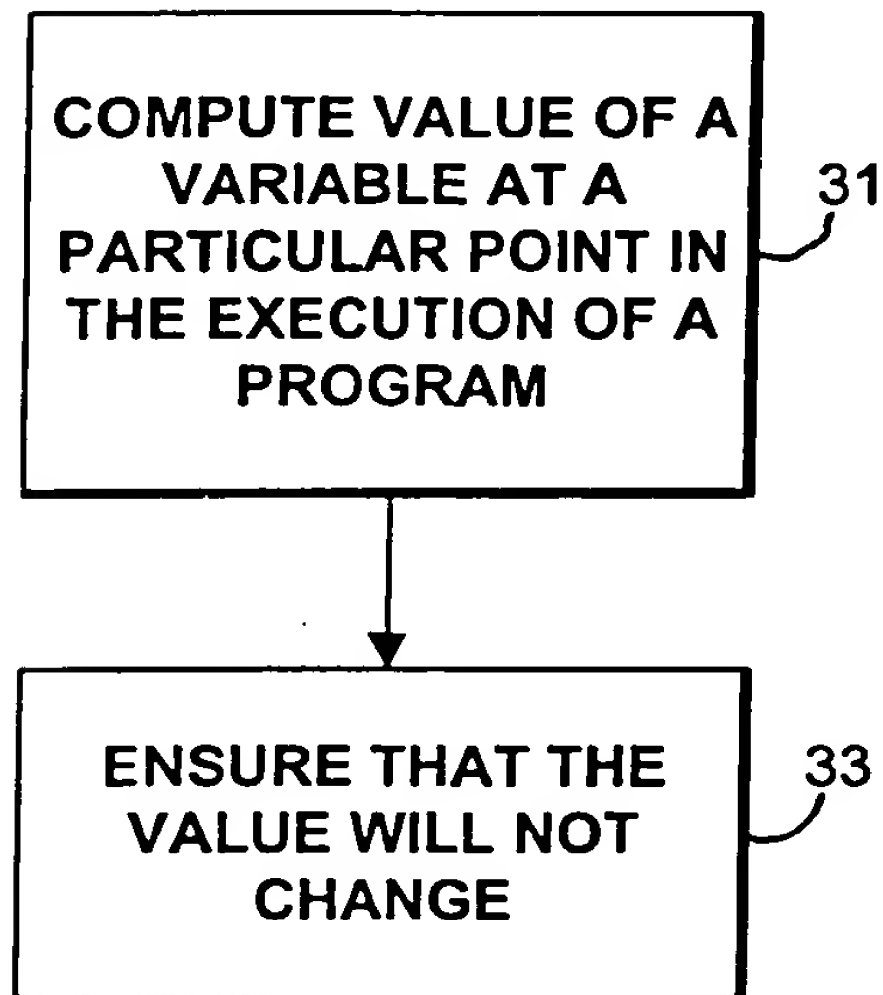 COMPUTE VALUE OF A
VARIABLE AT A
PARTICULAR POINT IN
THE EXECUTION OF A
PROGRAM
31
ENSURE THAT THE
VALUE WILL NOT
CHANGE
33